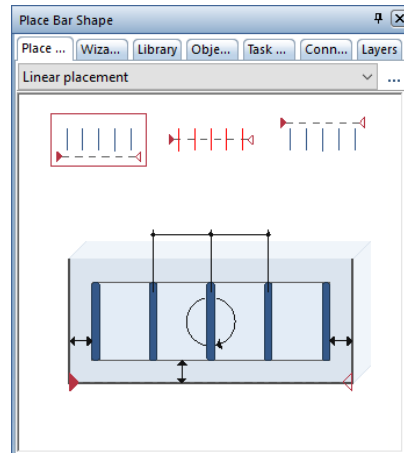 Place Bar Shape
Place ... Wiza... Library Obje... Task ... Conn... Layers
Linear placement ...